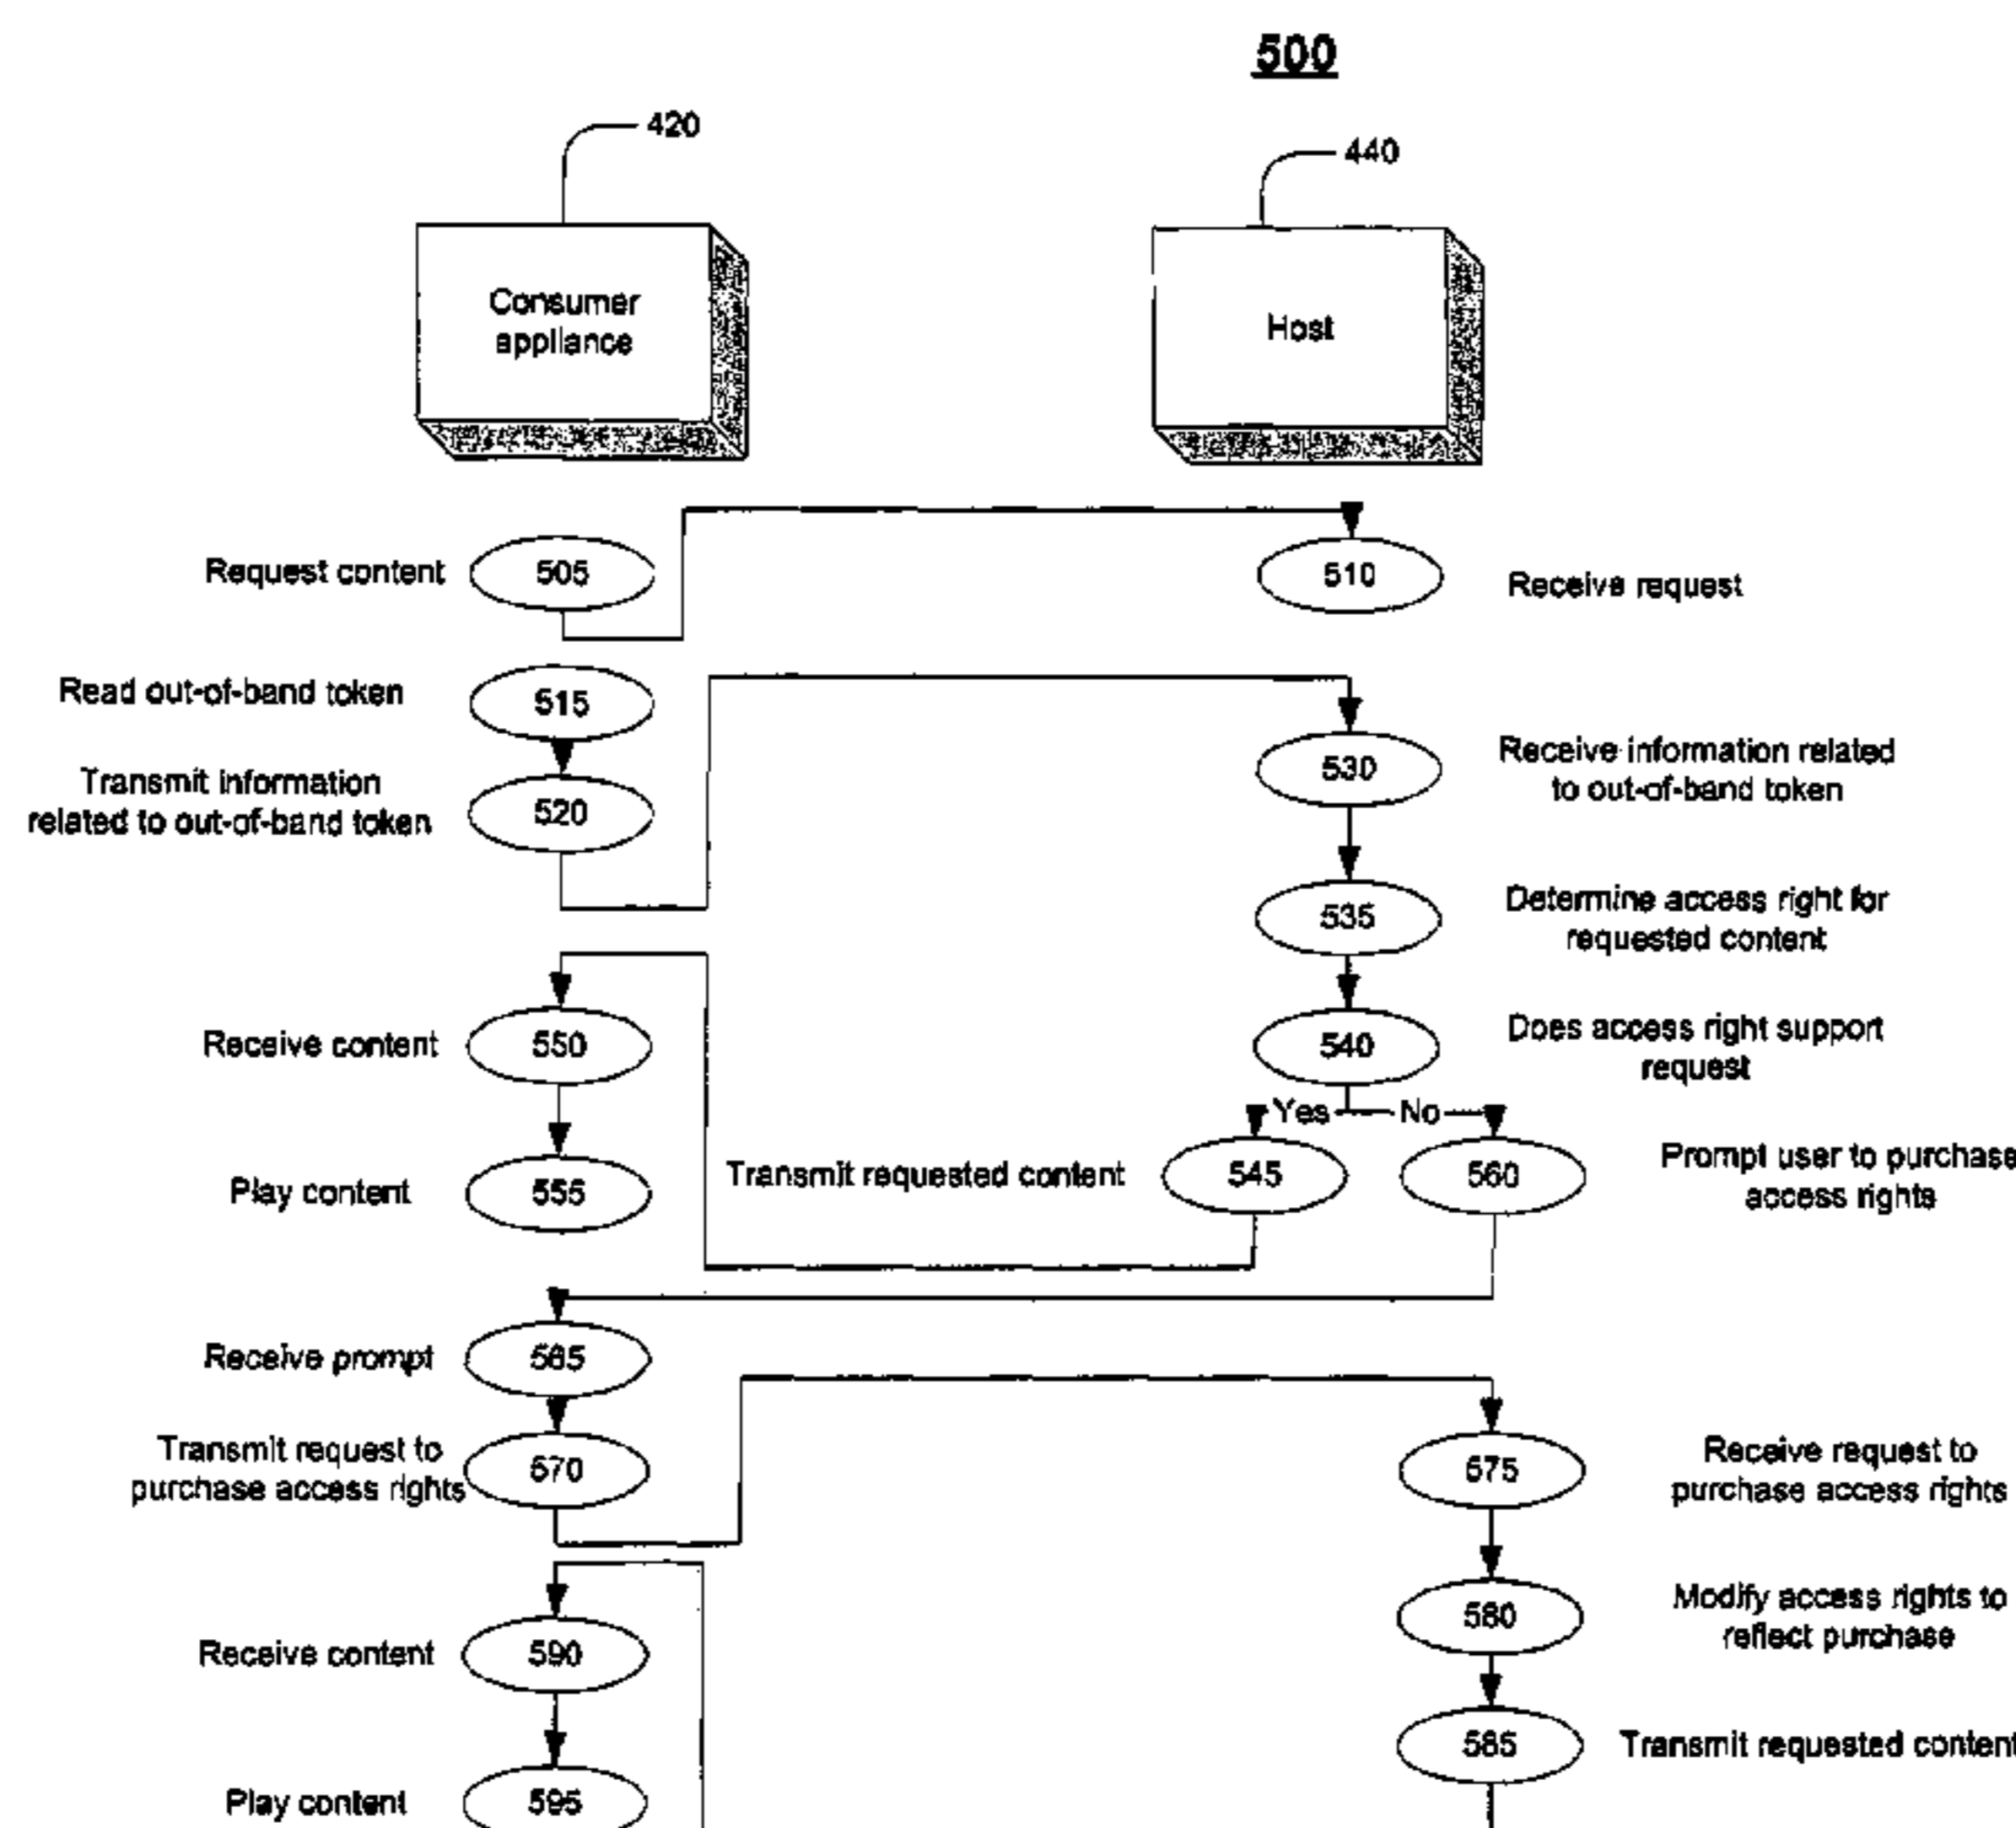 500
420
440
Consumer
appliance
Host
Request content
505
510
Receive request
Read out-of-band token
515
Transmit information
related to out-of-band token
520
530
Receive information related
to out-of-band token
535
Determine access right for
requested content
Receive content
550
540
Does access right support
request
Yes
No
Play content
555
Transmit requested content
545
560
Prompt user to purchase
access rights
Receive prompt
565
Transmit request to
purchase access rights
570
575
Receive request to
purchase access rights
580
Modify access rights to
reflect purchase
Receive content
590
585
Transmit requested content
Play content
595